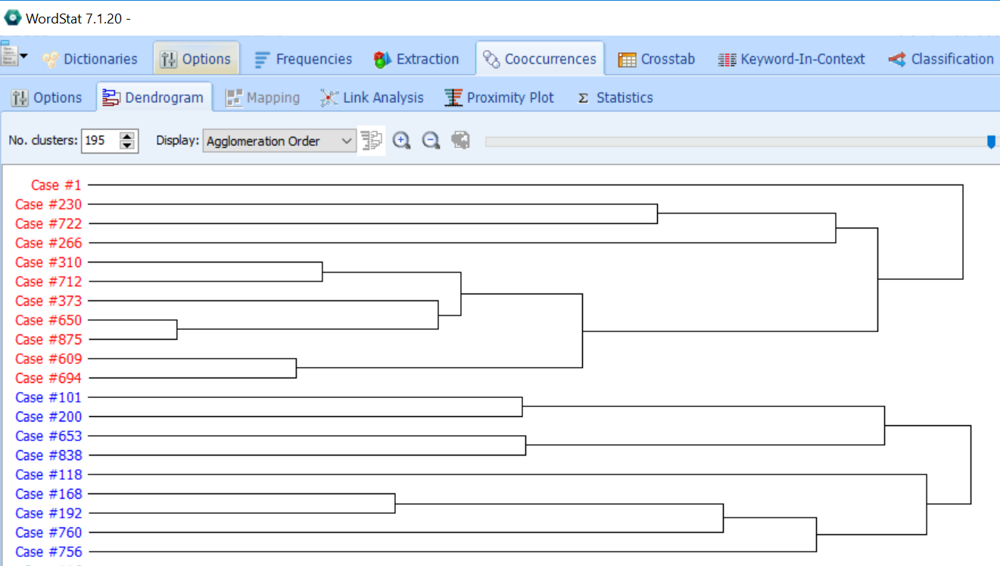 WordStat 7.1.20 -
Dictionaries Options Frequencies Extraction Cooccurrences Crosstab Keyword-In-Context Classification
Options Dendrogram Mapping Link Analysis Proximity Plot Σ Statistics
No. clusters: 195 Display: Agglomeration Order
Case #1
Case #230
Case #722
Case #266
Case #310
Case #712
Case #373
Case #650
Case #875
Case #609
Case #694
Case #101
Case #200
Case #653
Case #838
Case #118
Case #168
Case #192
Case #760
Case #756